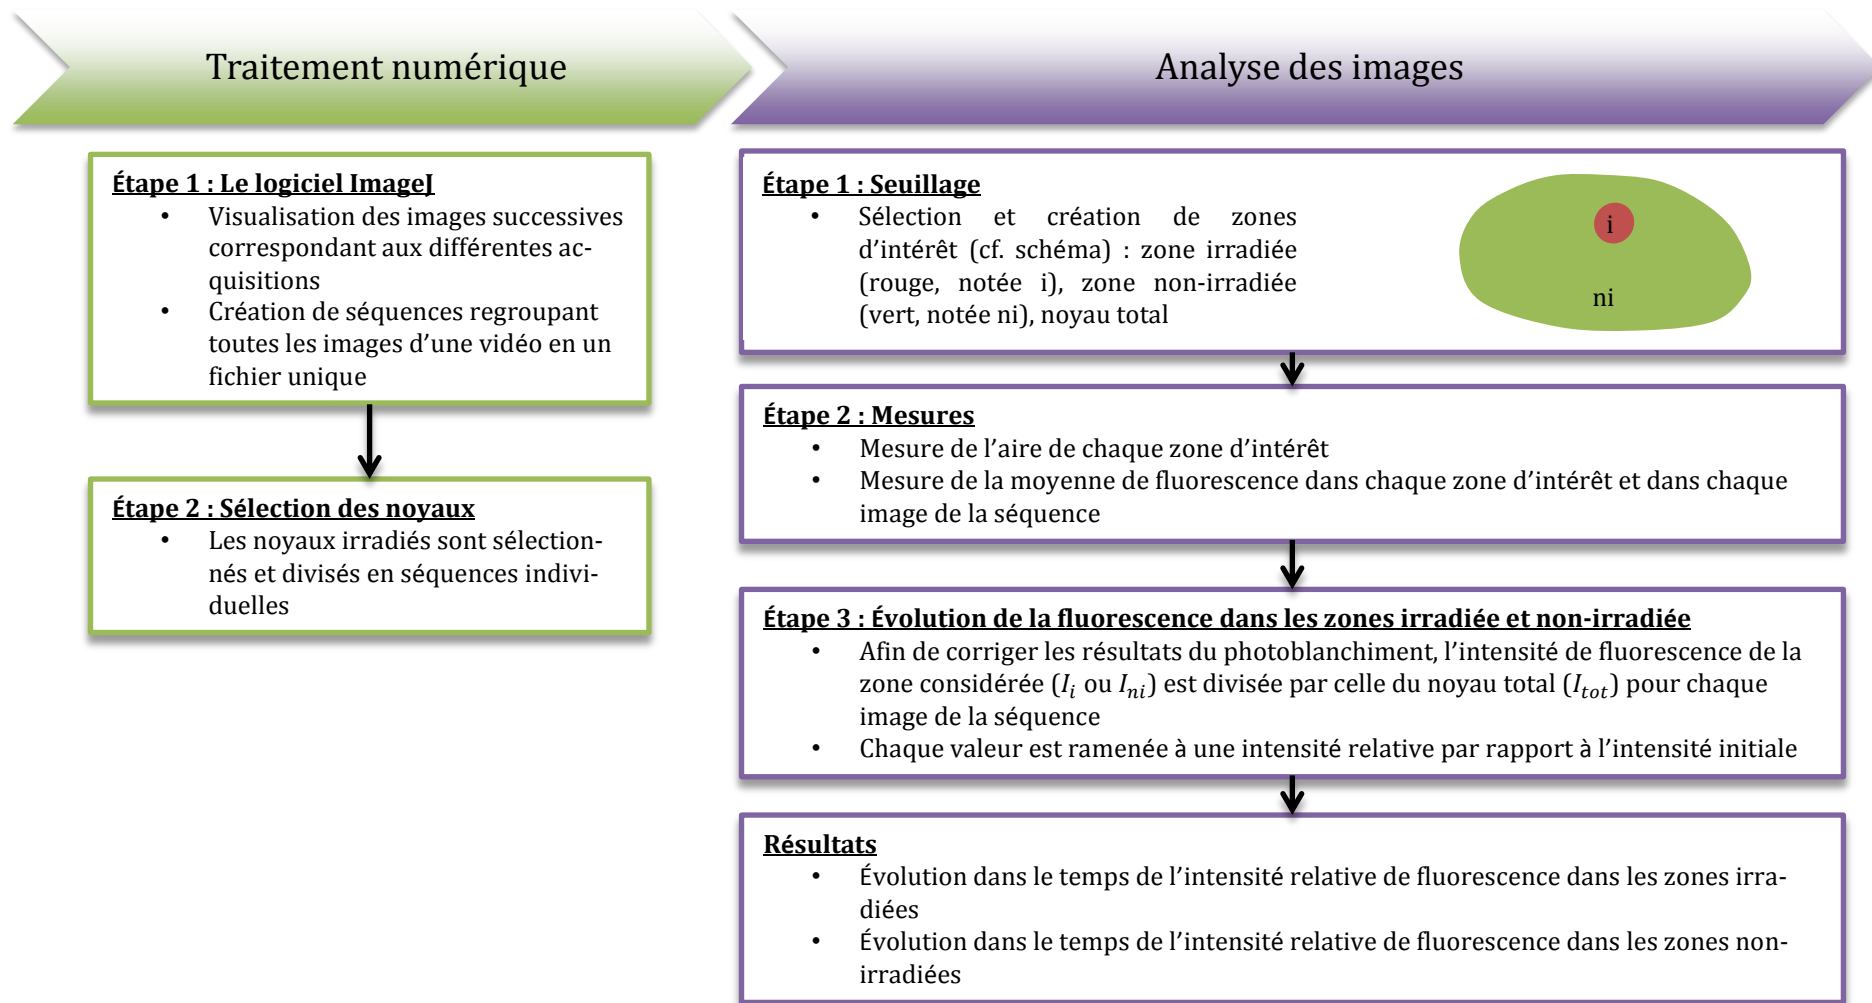 Traitement numérique
Analyse des images
Étape 1 : Le logiciel ImageJ
• Visualisation des images successives
correspondant aux différentes ac-
quisitions
• Création de séquences regroupant
toutes les images d'une vidéo en un
fichier unique
Étape 2 : Sélection des noyaux
• Les noyaux irradiés sont sélection-
nés et divisés en séquences indivi-
duelles
Étape 1 : Seuillage
• Sélection et création de zones
d'intérêt (cf. schéma) : zone irradiée
(rouge, notée i), zone non-irradiée
(vert, notée ni), noyau total
i
ni
Étape 2 : Mesures
• Mesure de l'aire de chaque zone d'intérêt
• Mesure de la moyenne de fluorescence dans chaque zone d'intérêt et dans chaque
image de la séquence
Étape 3 : Évolution de la fluorescence dans les zones irradiée et non-irradiée
• Afin de corriger les résultats du photoblanchiment, l'intensité de fluorescence de la
zone considérée (I_i ou I_{ni}) est divisée par celle du noyau total (I_{tot}) pour chaque
image de la séquence
• Chaque valeur est ramenée à une intensité relative par rapport à l'intensité initiale
Résultats
• Évolution dans le temps de l'intensité relative de fluorescence dans les zones irra-
diées
• Évolution dans le temps de l'intensité relative de fluorescence dans les zones non-
irradiées